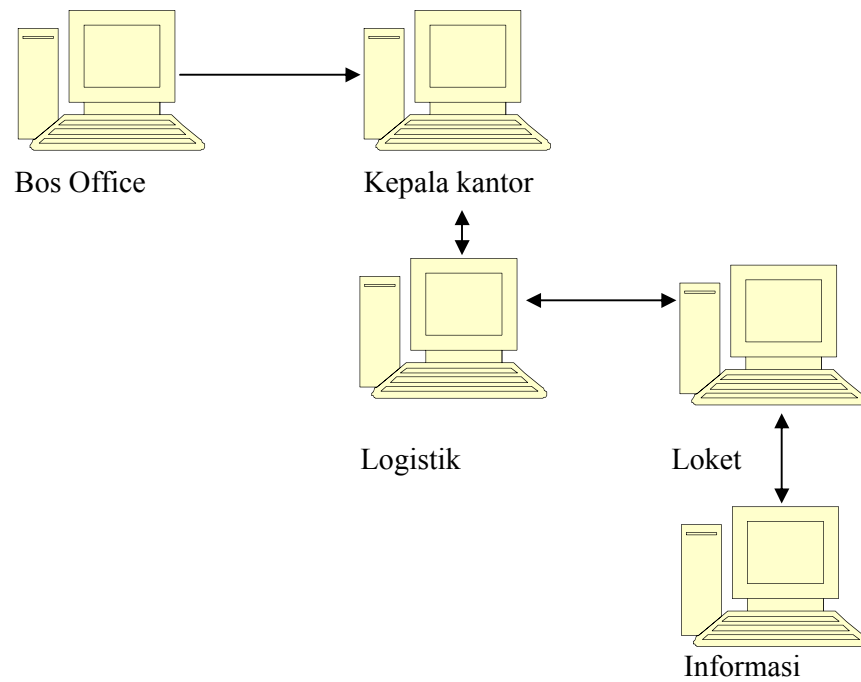 Bos Office
Kepala kantor
Logistik
Loket
Informasi